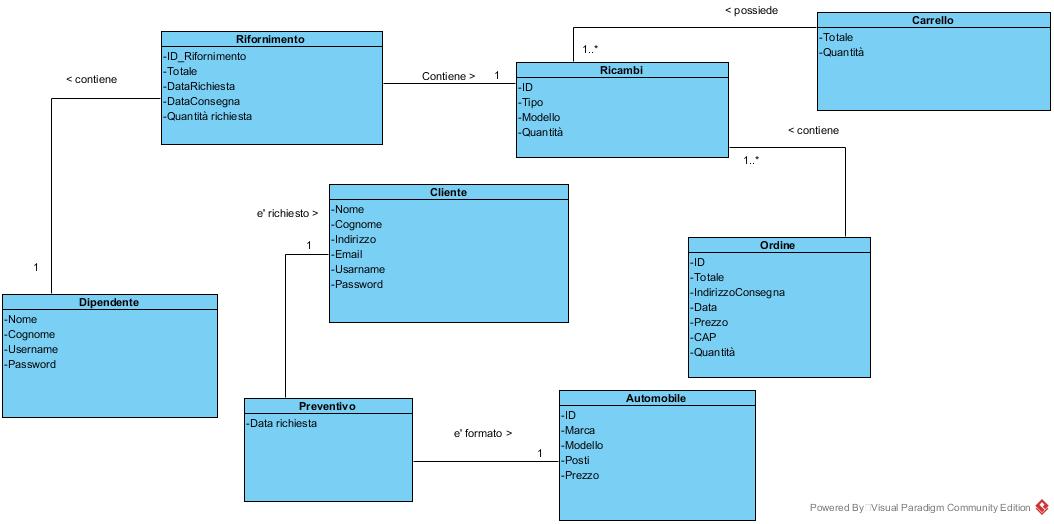 < possiede
Carrello
-Totale
-Quantità
1..*
Rifornimento
-ID_Rifornimento
-Totale
-DataRichiesta
-DataConsegna
-Quantità richiesta
< contiene
Contiene >
1
Ricambi
-ID
-Tipo
-Modello
-Quantità
< contiene
1..*
Cliente
-Nome
-Cognome
-Indirizzo
-Email
-Usarname
-Password
e' richiesto >
1
Ordine
-ID
-Totale
-IndirizzoConsegna
-Data
-Prezzo
-CAP
-Quantità
1
Dipendente
-Nome
-Cognome
-Username
-Password
Preventivo
-Data richiesta
e' formato >
1
Automobile
-ID
-Marca
-Modello
-Posti
-Prezzo
Powered By Visual Paradigm Community Edition